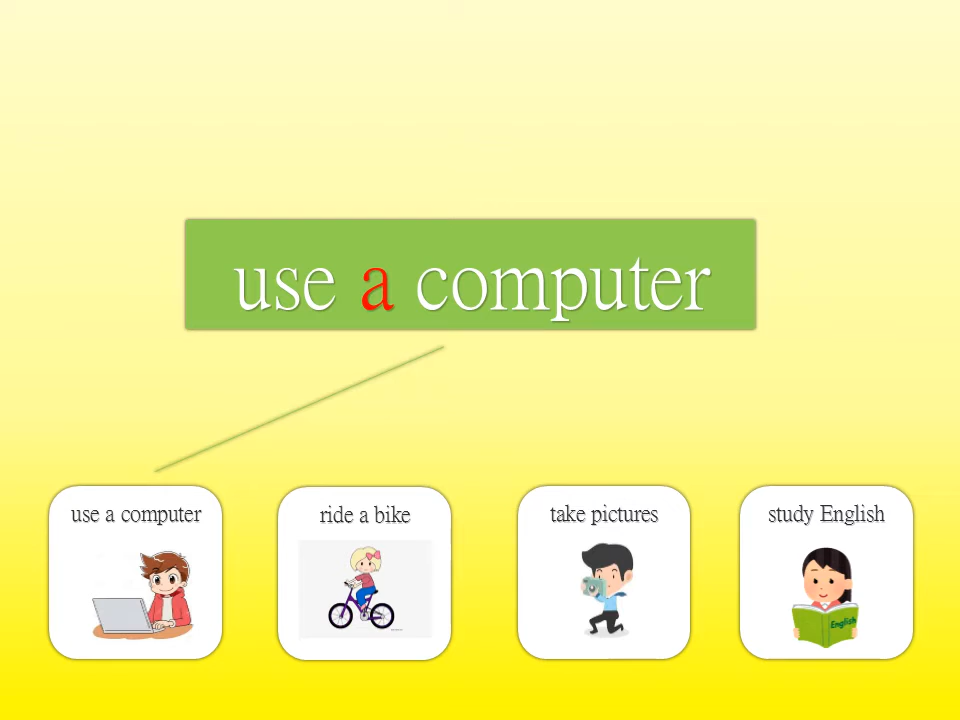 use a computer
use a computer
ride a bike
take pictures
study English
English